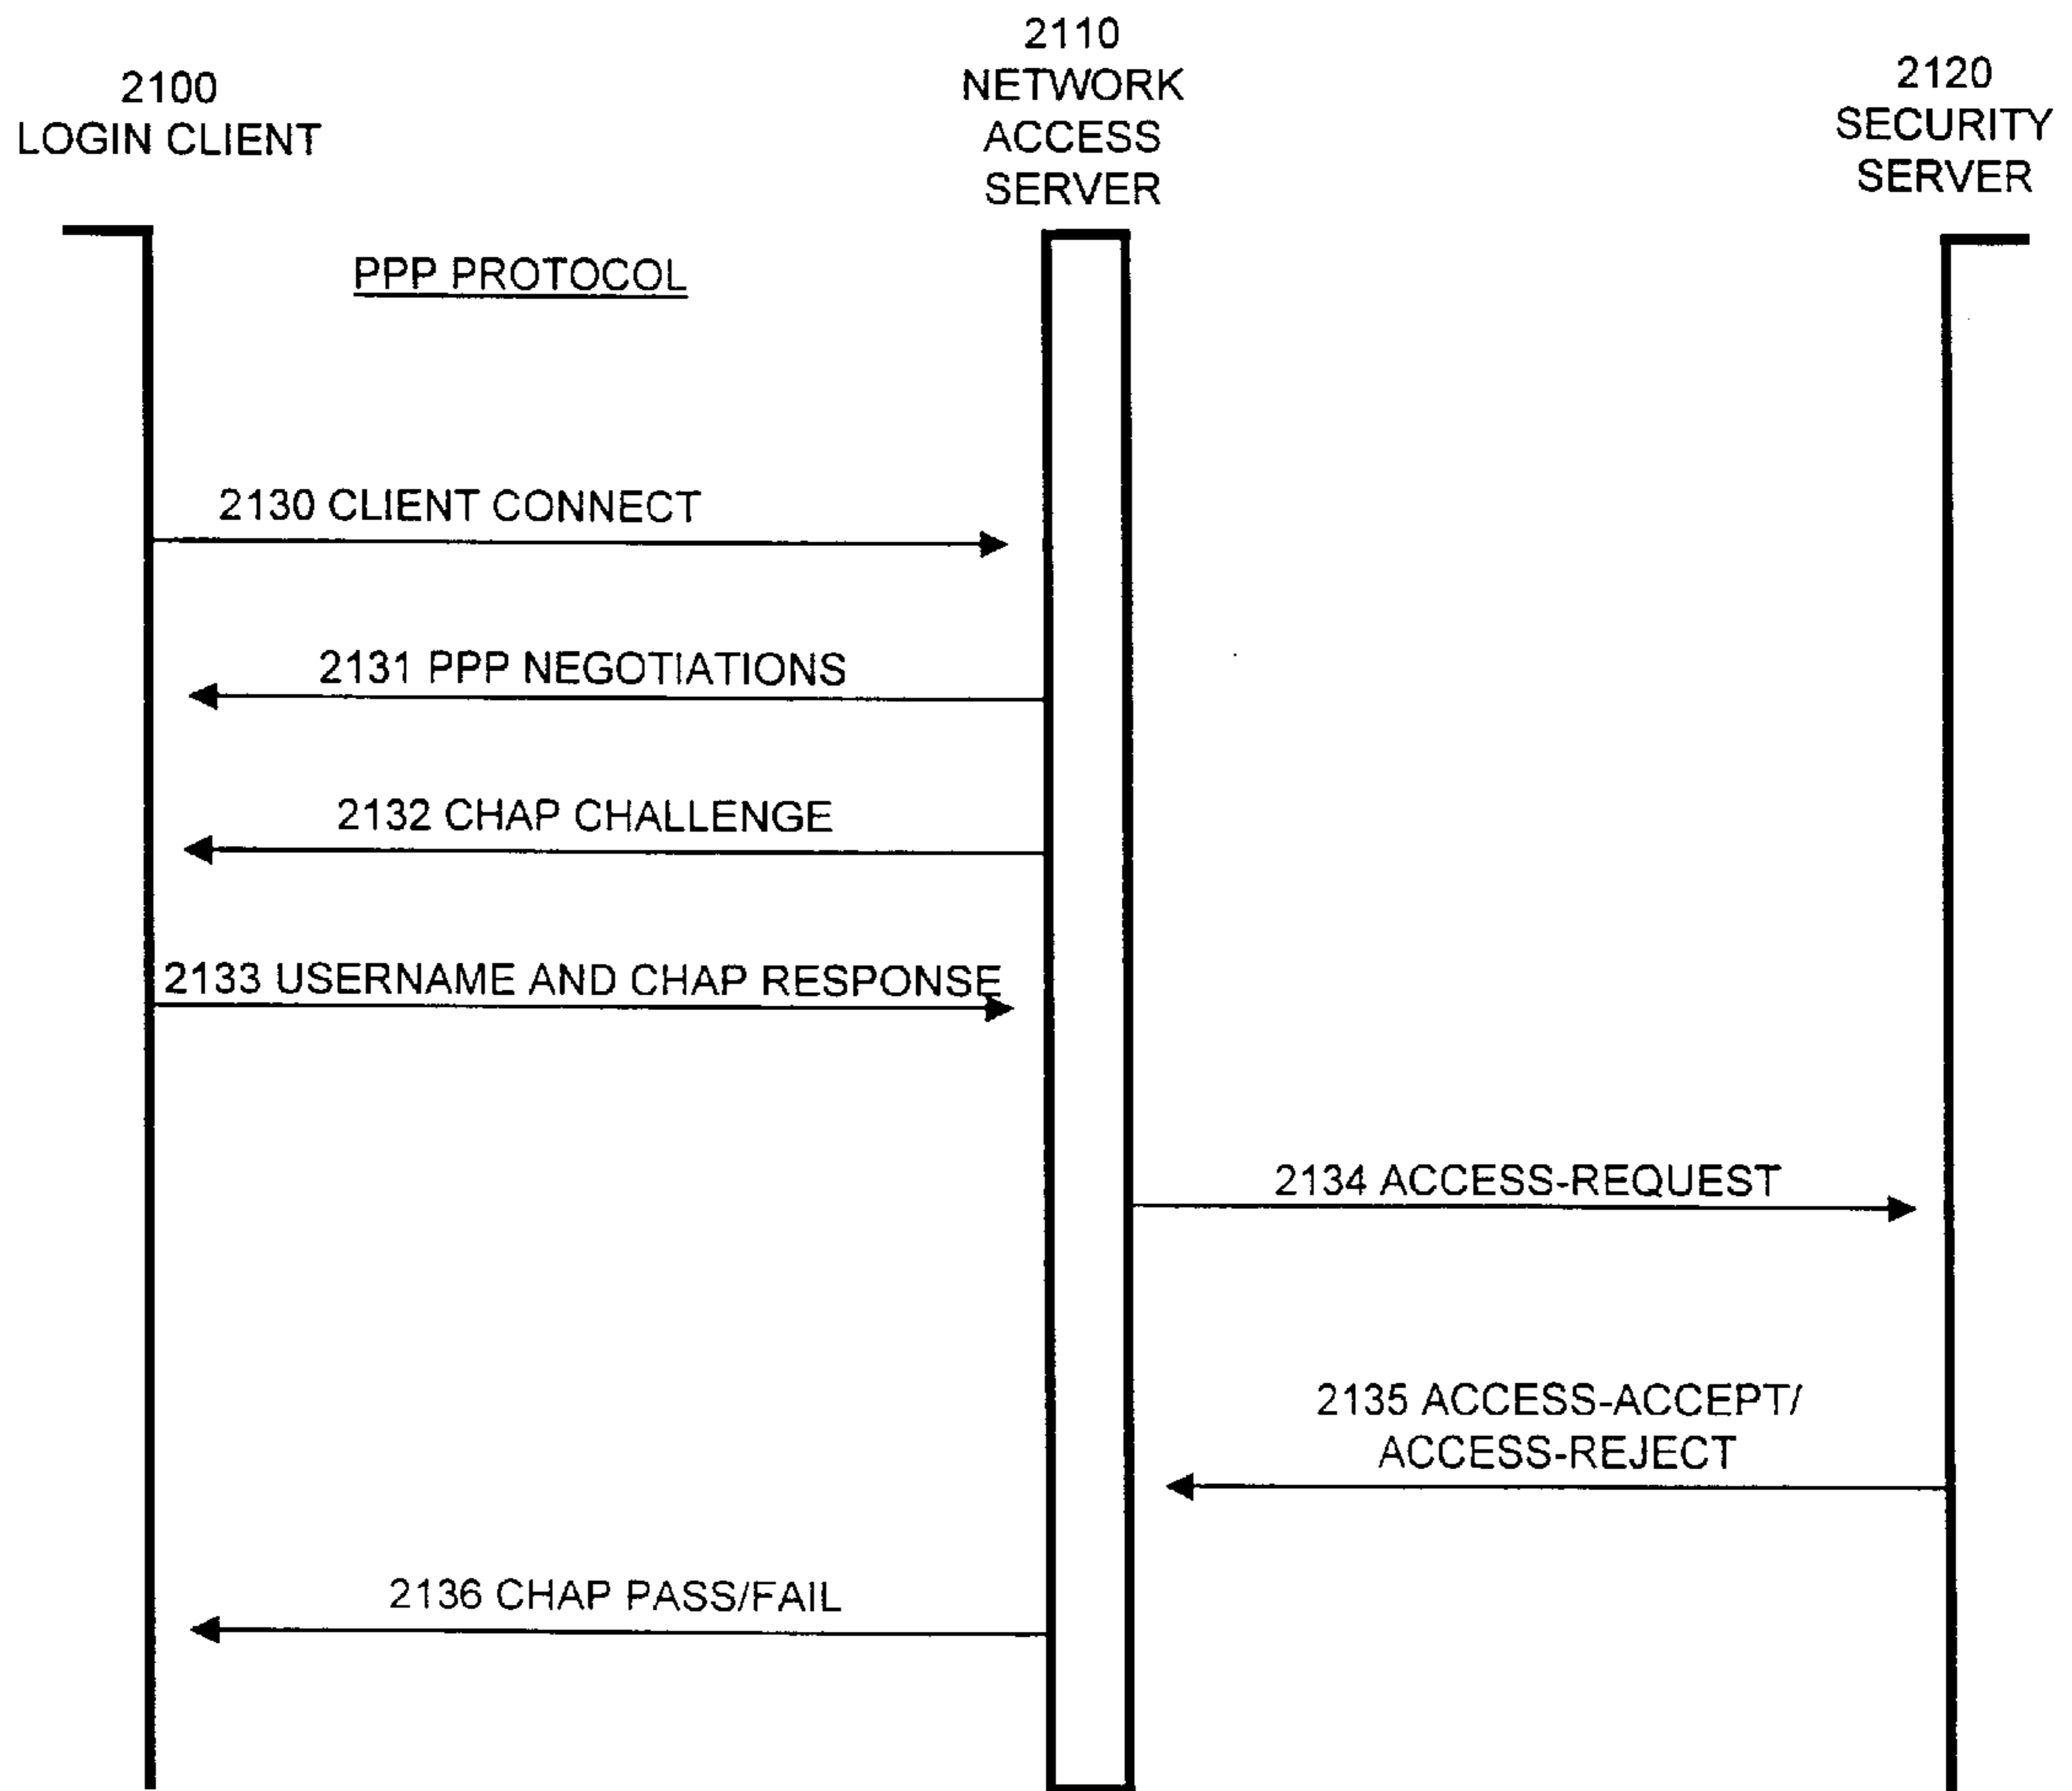 2100
LOGIN CLIENT
2110
NETWORK
ACCESS
SERVER
2120
SECURITY
SERVER
PPP PROTOCOL
2130 CLIENT CONNECT
2131 PPP NEGOTIATIONS
2132 CHAP CHALLENGE
2133 USERNAME AND CHAP RESPONSE
2134 ACCESS-REQUEST
2135 ACCESS-ACCEPT/
ACCESS-REJECT
2136 CHAP PASS/FAIL